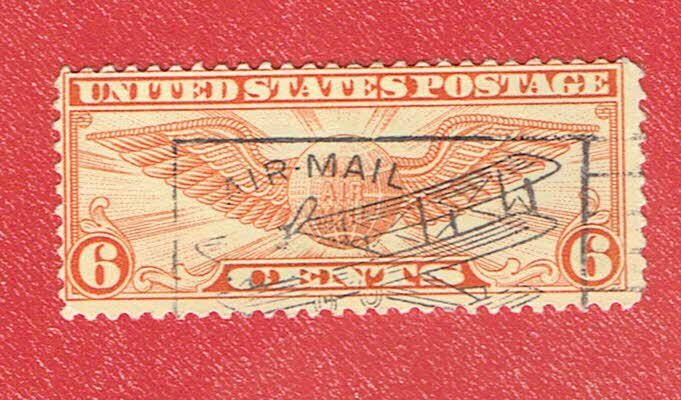 UNITED STATES POSTAGE
AIR-MAIL
AIR
6 CENTS 6